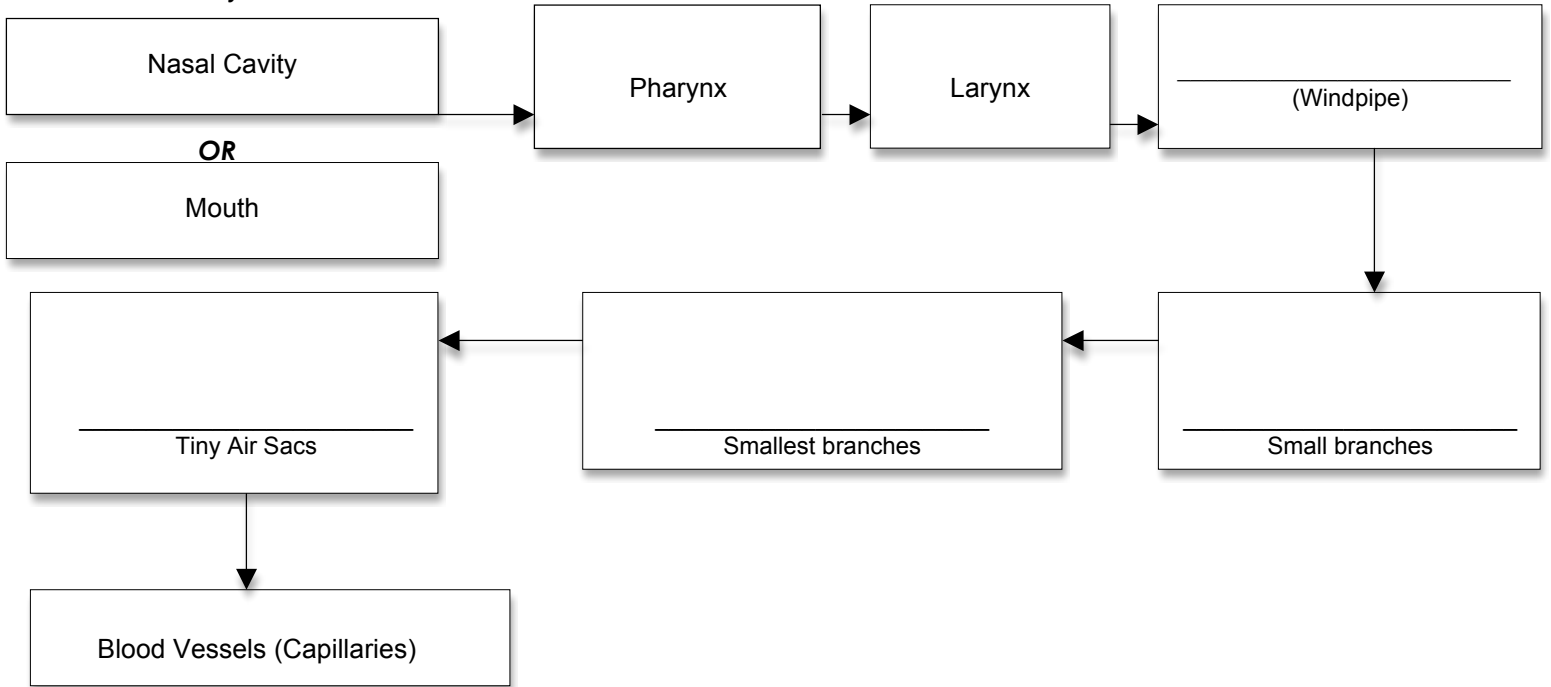 Nasal Cavity
OR
Mouth
Pharynx
Larynx
(Windpipe)
Tiny Air Sacs
Smallest branches
Small branches
Blood Vessels (Capillaries)